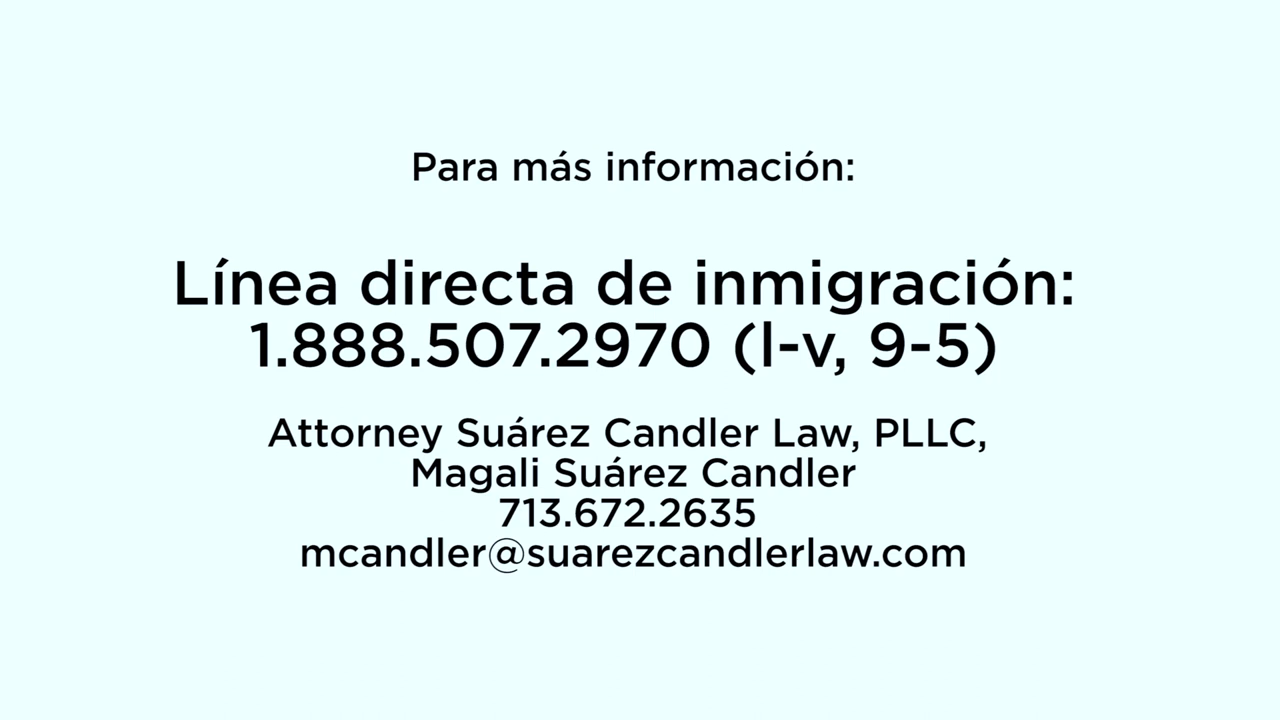 Para más información:
Línea directa de inmigración:
1.888.507.2970 (l-v, 9-5)
Attorney Suárez Candler Law, PLLC,
Magali Suárez Candler
713.672.2635
mcandler@suarezcandlerlaw.com